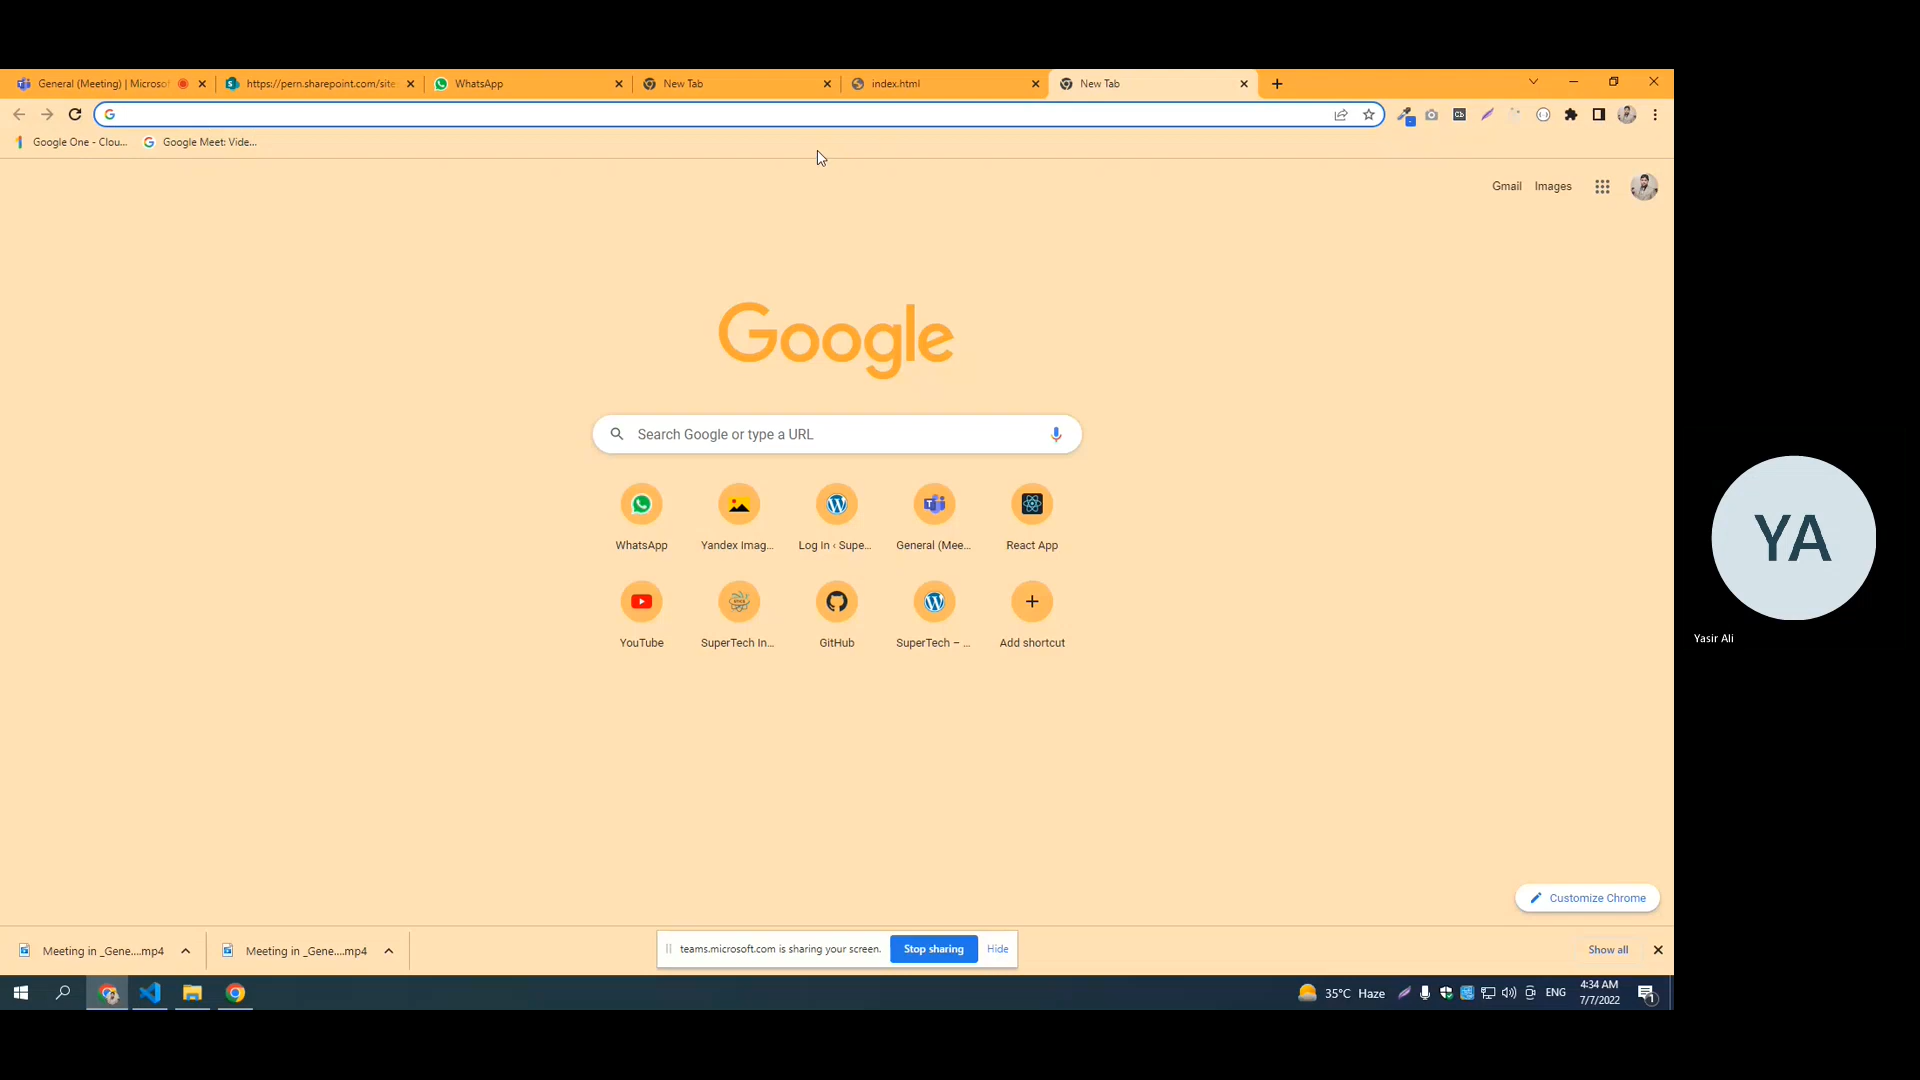 General (Meeting) | Microsof
https://pern.sharepoint.com/site
WhatsApp
New Tab
index.html
New Tab
Google One - Clou...
Google Meet: Vide...
Gmail
Images
Google
Search Google or type a URL
WhatsApp
Yandex Imag...
Log In ‹ Supe...
General (Mee...
React App
YouTube
SuperTech In...
GitHub
SuperTech – ...
Add shortcut
YA
Yasir Ali
Customize Chrome
Meeting in _Gene....mp4
Meeting in _Gene....mp4
teams.microsoft.com is sharing your screen.
Stop sharing
Hide
Show all
35°C Haze
ENG
4:34 AM
7/7/2022
1